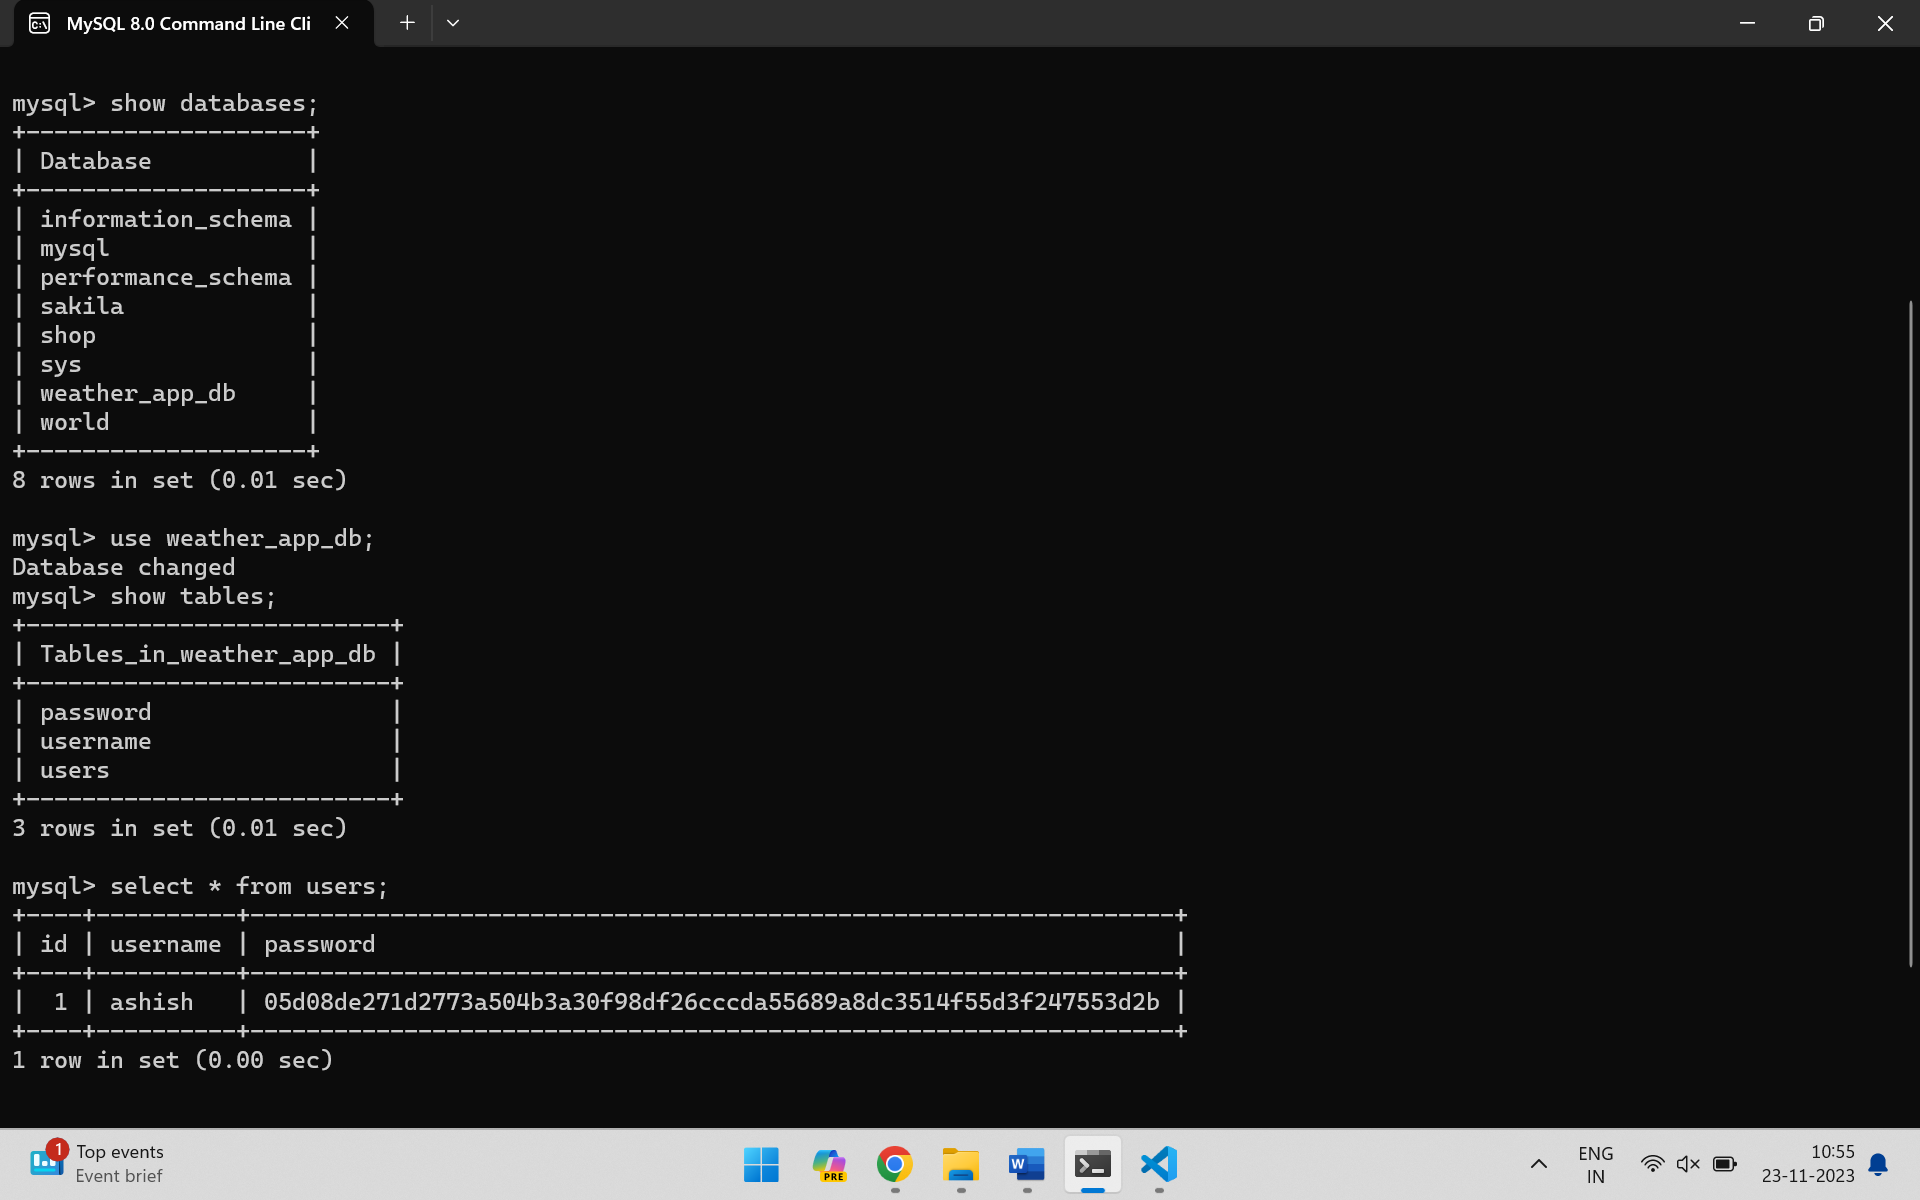 MySQL 8.0 Command Line Cli
mysql> show databases;
+--------------------+
| Database           |
+--------------------+
| information_schema |
| mysql              |
| performance_schema |
| sakila             |
| shop               |
| sys                |
| weather_app_db     |
| world              |
+--------------------+
8 rows in set (0.01 sec)
mysql> use weather_app_db;
Database changed
mysql> show tables;
+--------------------------+
| Tables_in_weather_app_db |
+--------------------------+
| password                 |
| username                 |
| users                    |
+--------------------------+
3 rows in set (0.01 sec)
mysql> select * from users;
+----+----------+------------------------------------------------------------------+
| id | username | password                                                         |
+----+----------+------------------------------------------------------------------+
|  1 | ashish   | 05d08de271d2773a504b3a30f98df26cccda55689a8dc3514f55d3f247553d2b |
+----+----------+------------------------------------------------------------------+
1 row in set (0.00 sec)
1
Top events
Event brief
PRE
W
ENG
IN
10:55
23-11-2023